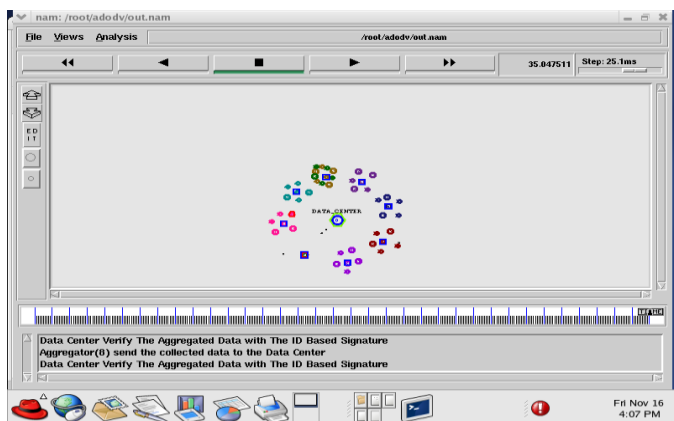 nam: /root/adodv/out.nam
File Views Analysis /root/adodv/out.nam
35.047511 Step: 25.1ms
ED
IT
DATA_CENTER
Data Center Verify The Aggregated Data with The ID Based Signature
Aggregator(8) send the collected data to the Data Center
Data Center Verify The Aggregated Data with The ID Based Signature
Fri Nov 16
4:07 PM